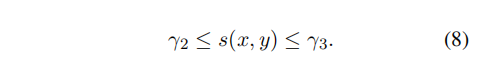 γ₂ ≤ s(x, y) ≤ γ₃. (8)